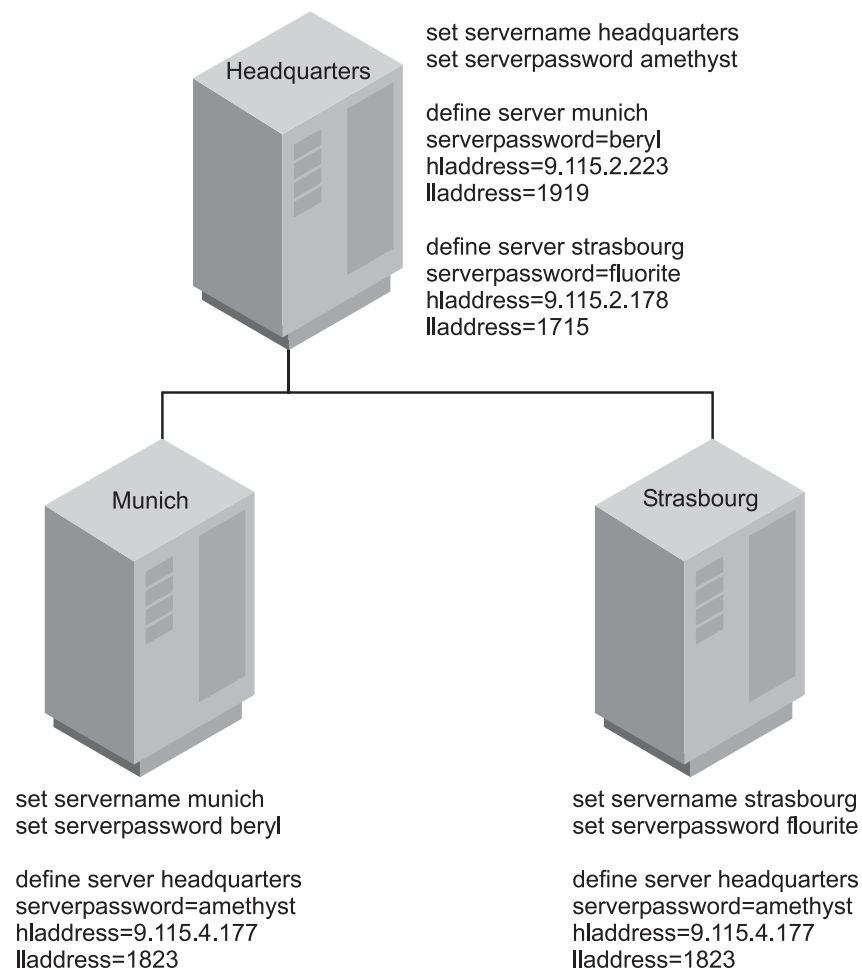 Headquarters
set servername headquarters
set serverpassword amethyst
define server munich
serverpassword=beryl
hladdress=9.115.2.223
lladdress=1919
define server strasbourg
serverpassword=fluorite
hladdress=9.115.2.178
lladdress=1715
Munich
set servername munich
set serverpassword beryl
define server headquarters
serverpassword=amethyst
hladdress=9.115.4.177
lladdress=1823
Strasbourg
set servername strasbourg
set serverpassword flourite
define server headquarters
serverpassword=amethyst
hladdress=9.115.4.177
lladdress=1823